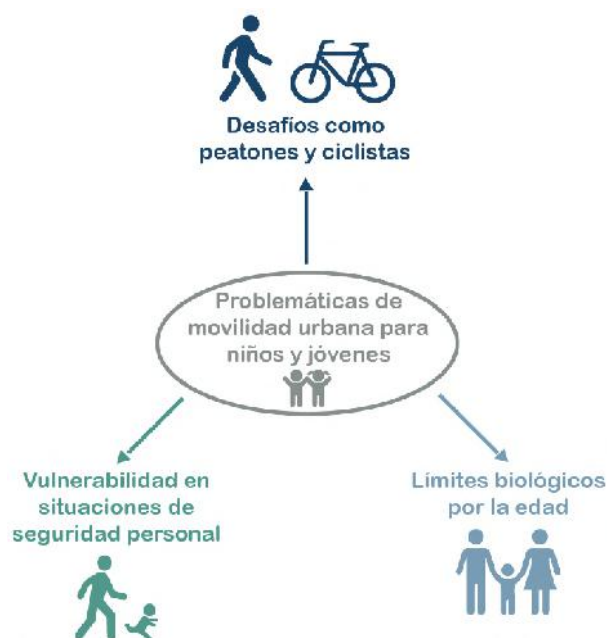 Desafíos como
peatones y ciclistas
Problemáticas de
movilidad urbana para
niños y jóvenes
Vulnerabilidad en
situaciones de
seguridad personal
Límites biológicos
por la edad